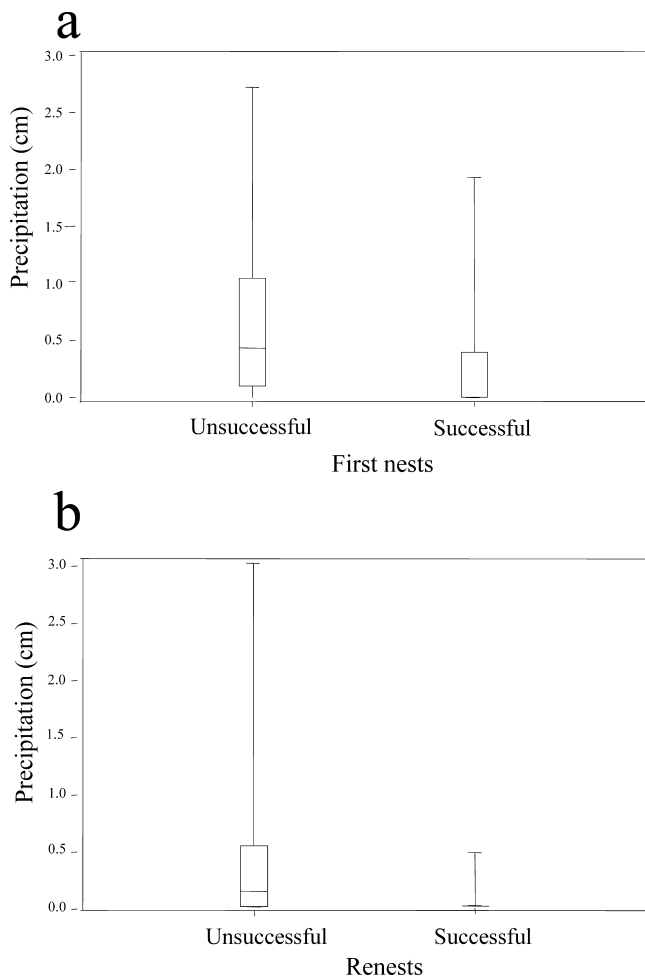 a
3.0
2.5
2.0
1.5
1.0
0.5
0.0
Precipitation (cm)
Unsuccessful Successful
First nests
b
3.0
2.5
2.0
1.5
1.0
0.5
0.0
Precipitation (cm)
Unsuccessful Successful
Renests